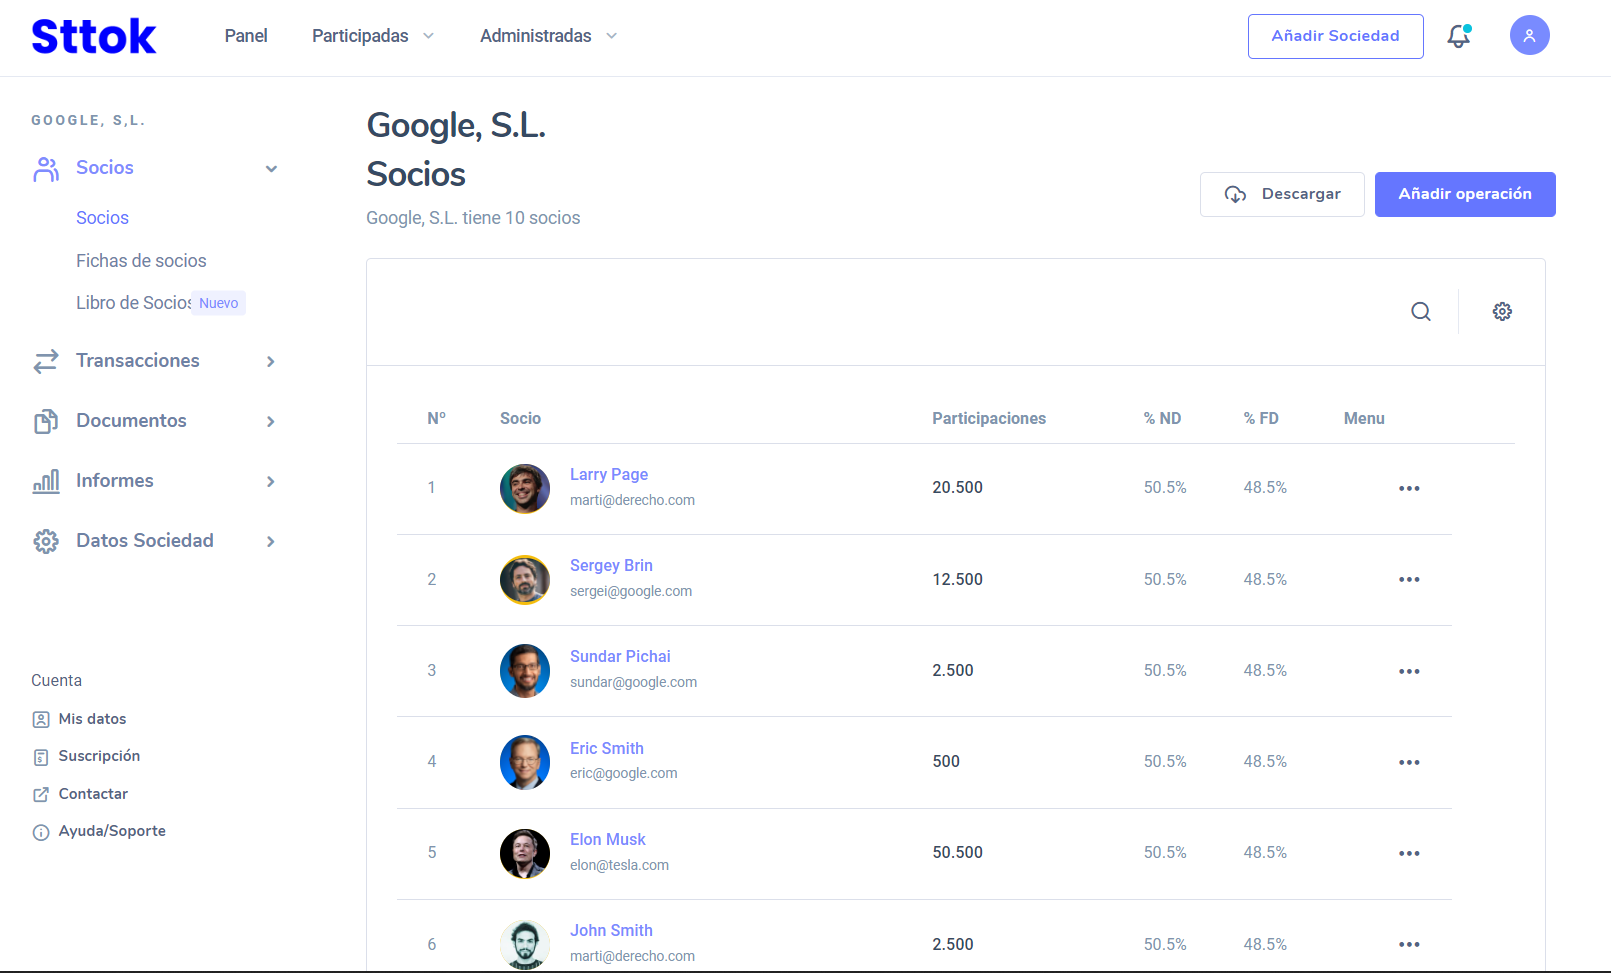 Sttok
Panel
Participadas
Administradas
Añadir Sociedad
GOOGLE, S,L.
Socios
Socios
Fichas de socios
Libro de Socios
Nuevo
Transacciones
Documentos
Informes
Datos Sociedad
Cuenta
Mis datos
Suscripción
Contactar
Ayuda/Soporte
Google, S.L.
Socios
Google, S.L. tiene 10 socios
Descargar
Añadir operación
Nº Socio Participaciones % ND % FD Menu
1 Larry Page 20.500 50.5% 48.5%
marti@derecho.com
2 Sergey Brin 12.500 50.5% 48.5%
sergei@google.com
3 Sundar Pichai 2.500 50.5% 48.5%
sundar@google.com
4 Eric Smith 500 50.5% 48.5%
eric@google.com
5 Elon Musk 50.500 50.5% 48.5%
elon@tesla.com
6 John Smith 2.500 50.5% 48.5%
marti@derecho.com